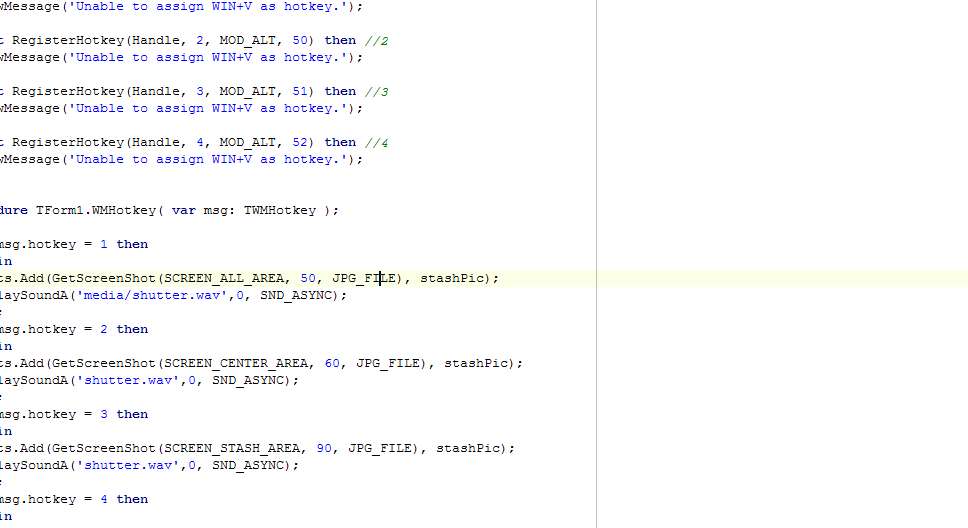 wMessage('Unable to assign WIN+V as hotkey.');
t RegisterHotkey(Handle, 2, MOD_ALT, 50) then //2
wMessage('Unable to assign WIN+V as hotkey.');
t RegisterHotkey(Handle, 3, MOD_ALT, 51) then //3
wMessage('Unable to assign WIN+V as hotkey.');
t RegisterHotkey(Handle, 4, MOD_ALT, 52) then //4
wMessage('Unable to assign WIN+V as hotkey.');
dure TForm1.WMHotkey( var msg: TWMHotkey );
msg.hotkey = 1 then
in
ts.Add(GetScreenShot(SCREEN_ALL_AREA, 50, JPG_FILE), stashPic);
laySoundA('media/shutter.wav',0, SND_ASYNC);
;
msg.hotkey = 2 then
in
ts.Add(GetScreenShot(SCREEN_CENTER_AREA, 60, JPG_FILE), stashPic);
laySoundA('shutter.wav',0, SND_ASYNC);
;
msg.hotkey = 3 then
in
ts.Add(GetScreenShot(SCREEN_STASH_AREA, 90, JPG_FILE), stashPic);
laySoundA('shutter.wav',0, SND_ASYNC);
;
msg.hotkey = 4 then
in